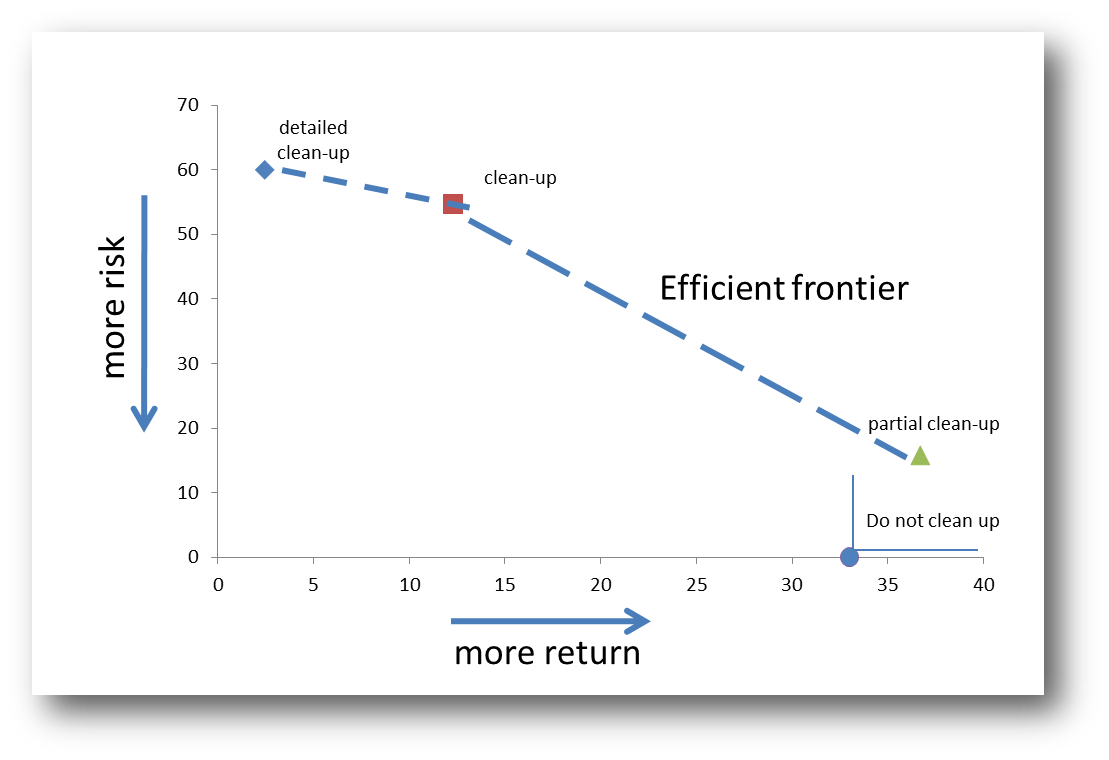 70
detailed
clean-up
60
clean-up
50
more risk
Efficient frontier
40
30
20
partial clean-up
10
Do not clean up
0
0 5 10 15 20 25 30 35 40
more return